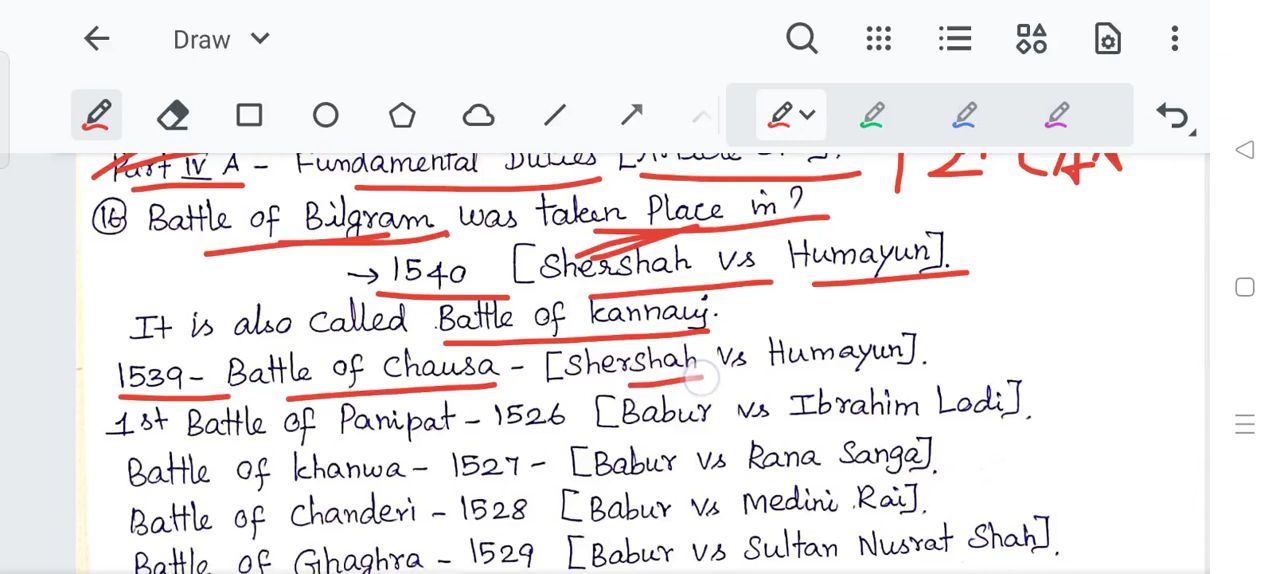 Draw
Part IV A - Fundamental Duties
16 Battle of Bilgram was taken Place in?
→ 1540 [Shershah vs Humayun].
It is also called Battle of kannauj.
1539 - Battle of Chausa - [Shershah vs Humayun].
1st Battle of Panipat - 1526 [Babur vs Ibrahim Lodi].
Battle of khanwa - 1527 - [Babur vs Rana Sanga].
Battle of Chanderi - 1528 [Babur vs Medini Rai].
Battle of Ghaghra - 1529 [Babur vs Sultan Nusrat Shah].